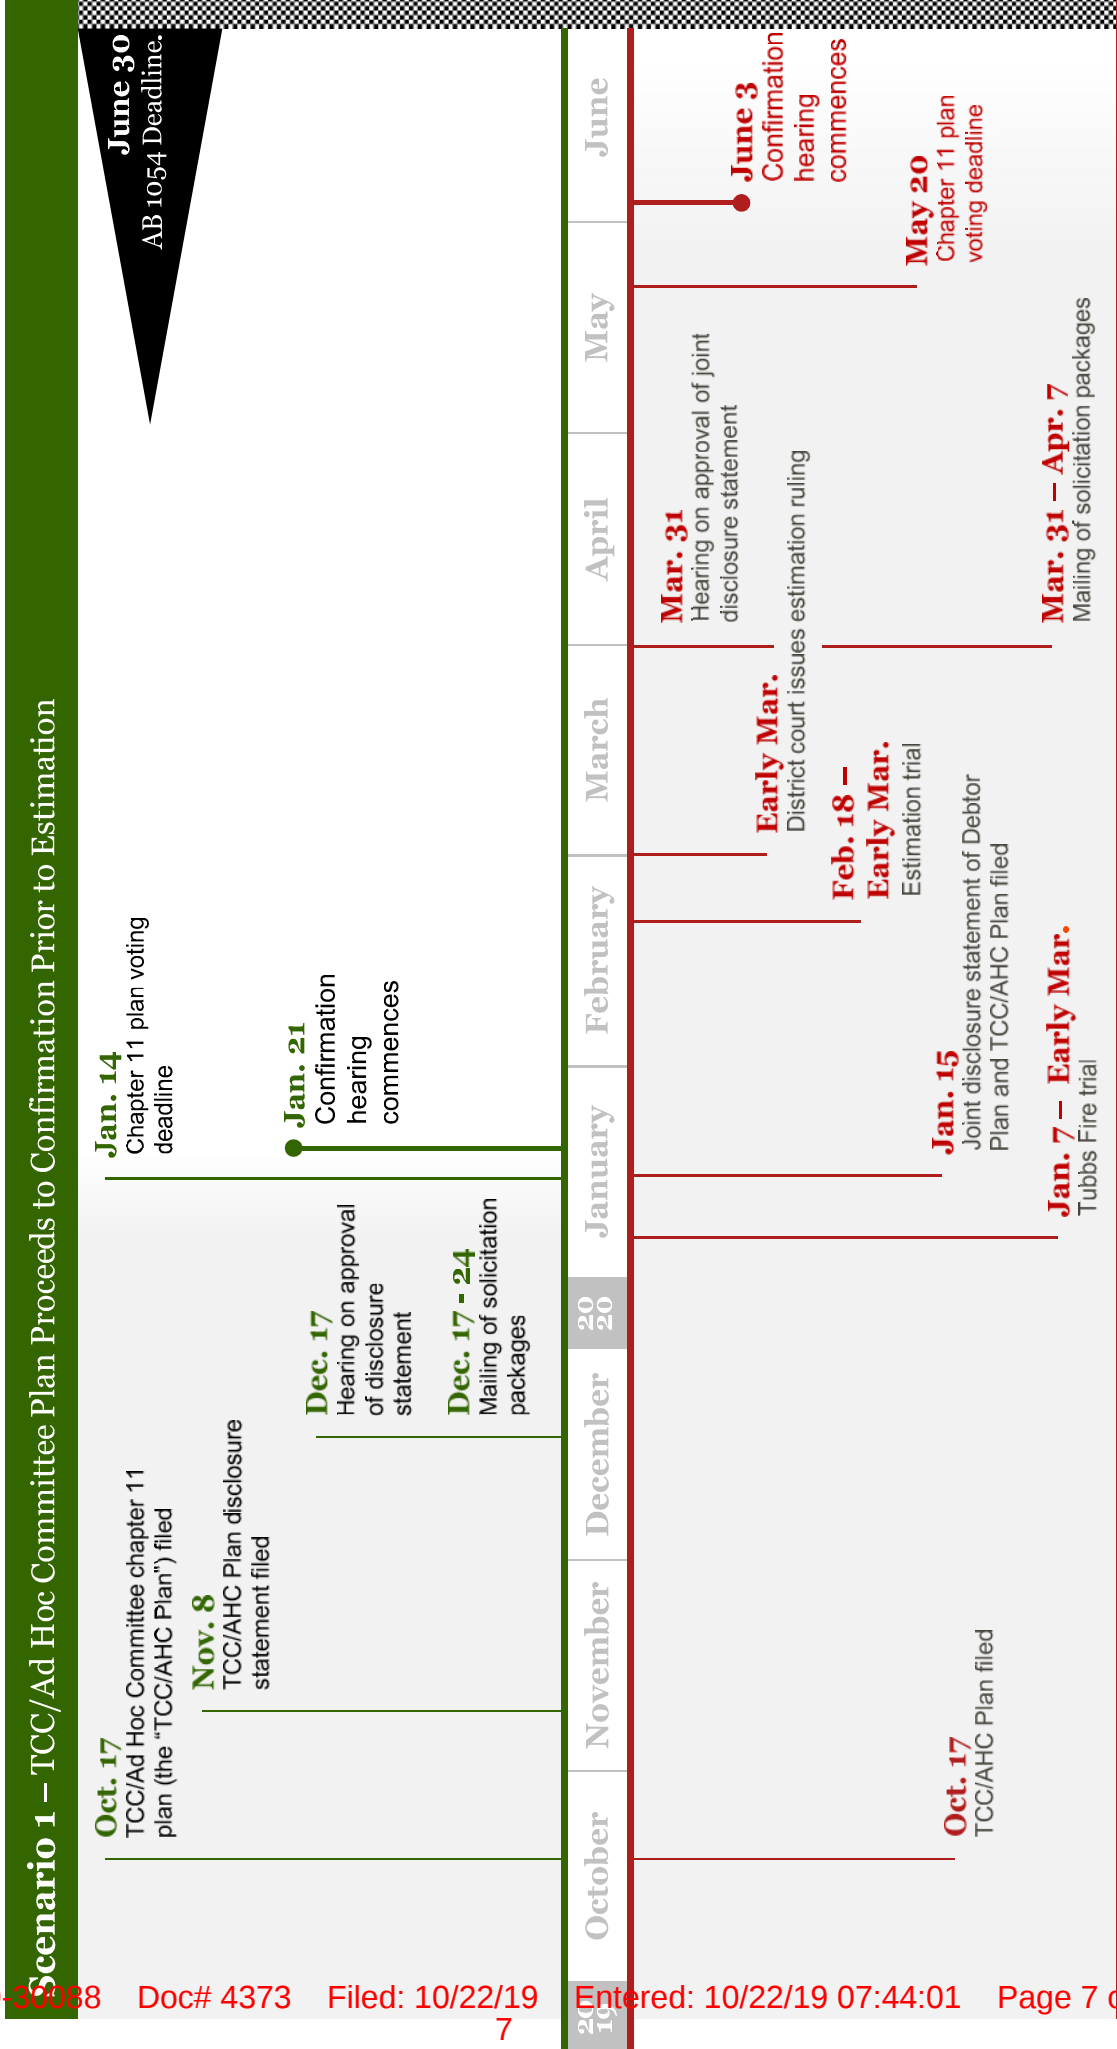 Scenario 1 – TCC/Ad Hoc Committee Plan Proceeds to Confirmation Prior to Estimation
June 30
AB 1054 Deadline.
Oct. 17
TCC/Ad Hoc Committee chapter 11
plan (the “TCC/AHC Plan”) filed
Nov. 8
TCC/AHC Plan disclosure
statement filed
Dec. 17
Hearing on approval
of disclosure
statement
Dec. 17 - 24
Mailing of solicitation
packages
Jan. 14
Chapter 11 plan voting
deadline
Jan. 21
Confirmation
hearing
commences
20
19
October
November
December
20
20
January
February
March
April
May
June
Oct. 17
TCC/AHC Plan filed
Jan. 7 – Early Mar.
Tubbs Fire trial
Jan. 15
Joint disclosure statement of Debtor
Plan and TCC/AHC Plan filed
Feb. 18 –
Early Mar.
Estimation trial
Early Mar.
District court issues estimation ruling
Mar. 31
Hearing on approval of joint
disclosure statement
Mar. 31 – Apr. 7
Mailing of solicitation packages
May 20
Chapter 11 plan
voting deadline
June 3
Confirmation
hearing
commences
-30088 Doc# 4373 Filed: 10/22/19 Entered: 10/22/19 07:44:01 Page 7
7